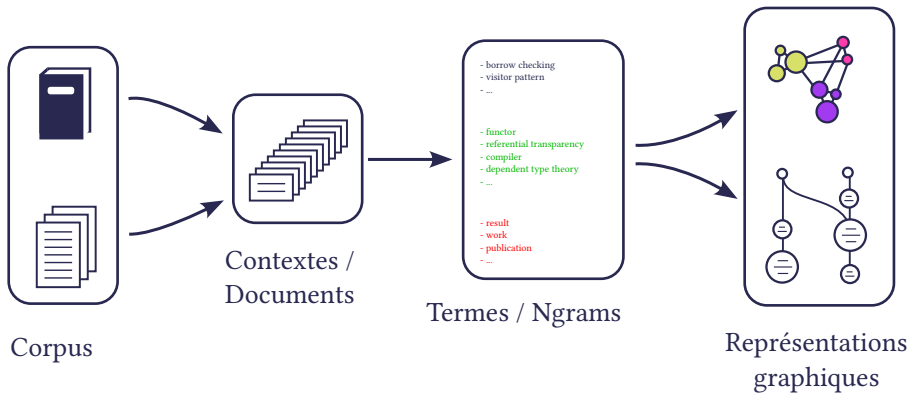 - borrow checking
- visitor pattern
- ...
- functor
- referential transparency
- compiler
- dependent type theory
- ...
- result
- work
- publication
- ...
Corpus
Contextes /
Documents
Termes / Ngrams
Représentations
graphiques